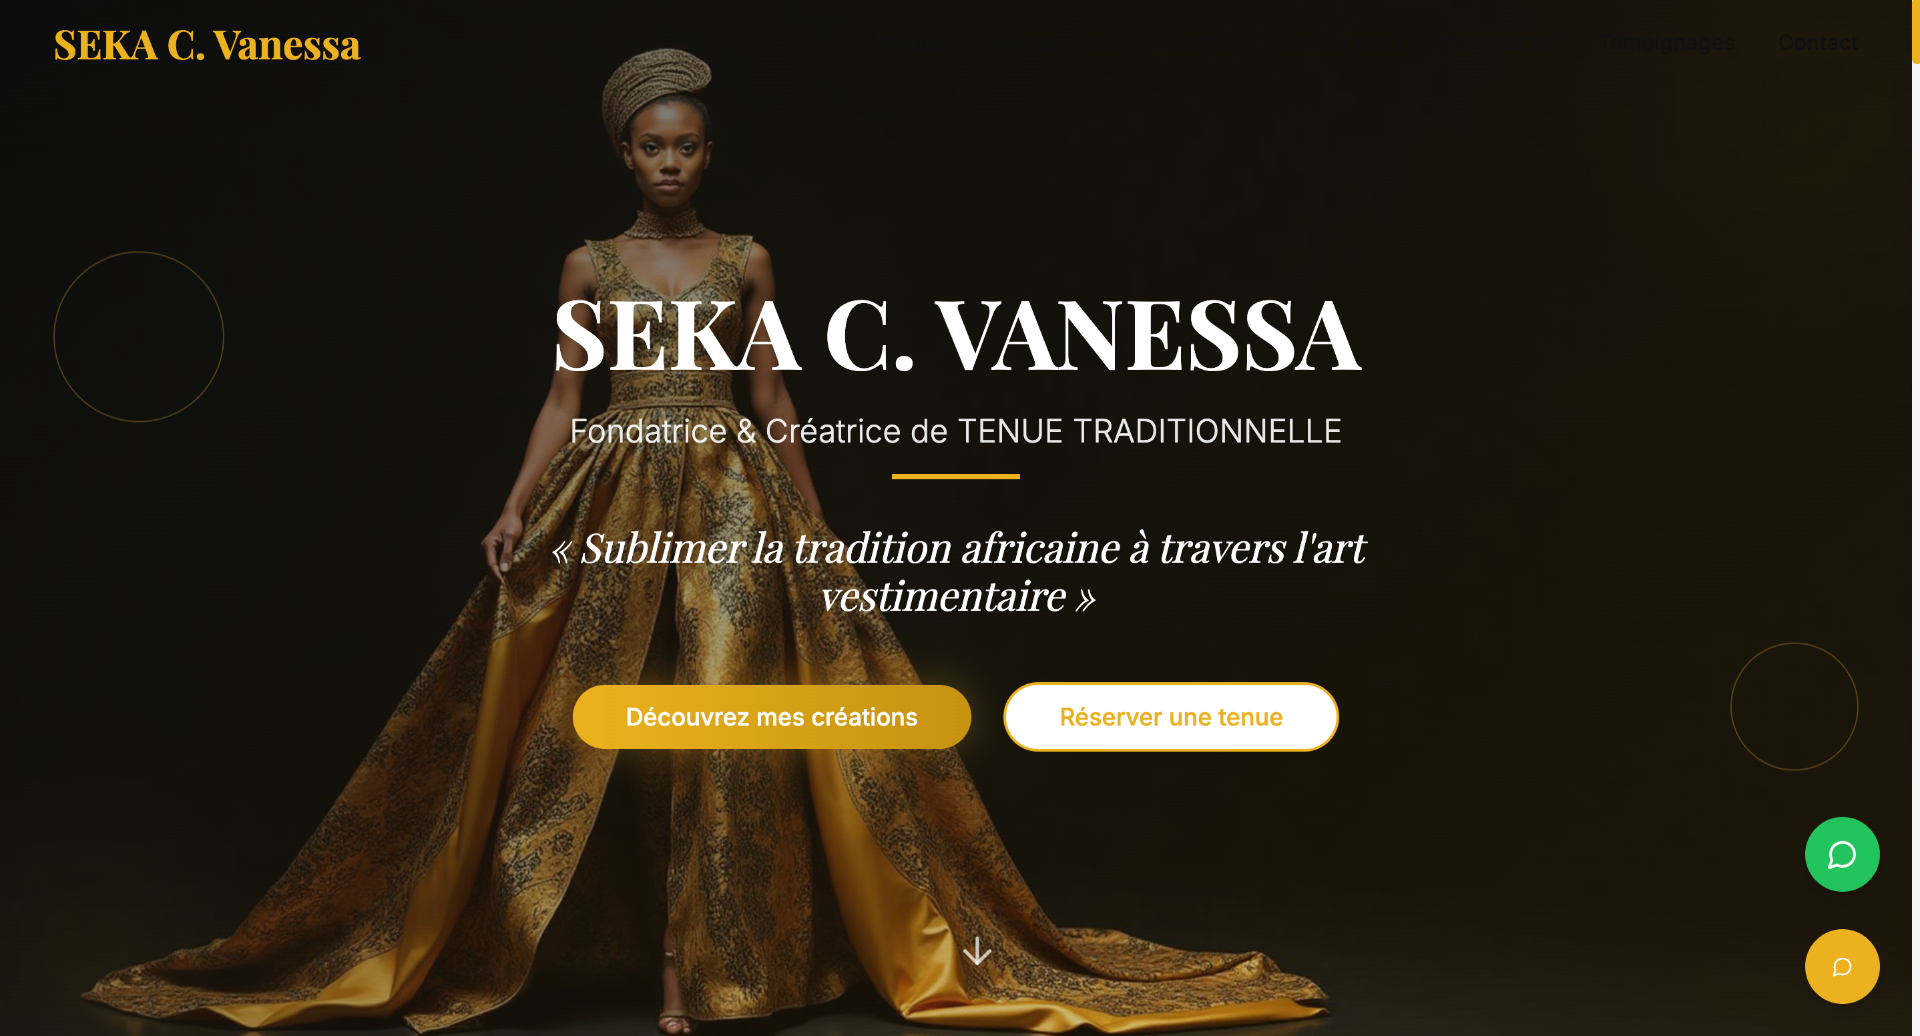 SEKA C. Vanessa
Témoignages Contact
SEKA C. VANESSA
Fondatrice & Créatrice de TENUE TRADITIONNELLE
« Sublimer la tradition africaine à travers l'art
vestimentaire »
Découvrez mes créations
Réserver une tenue